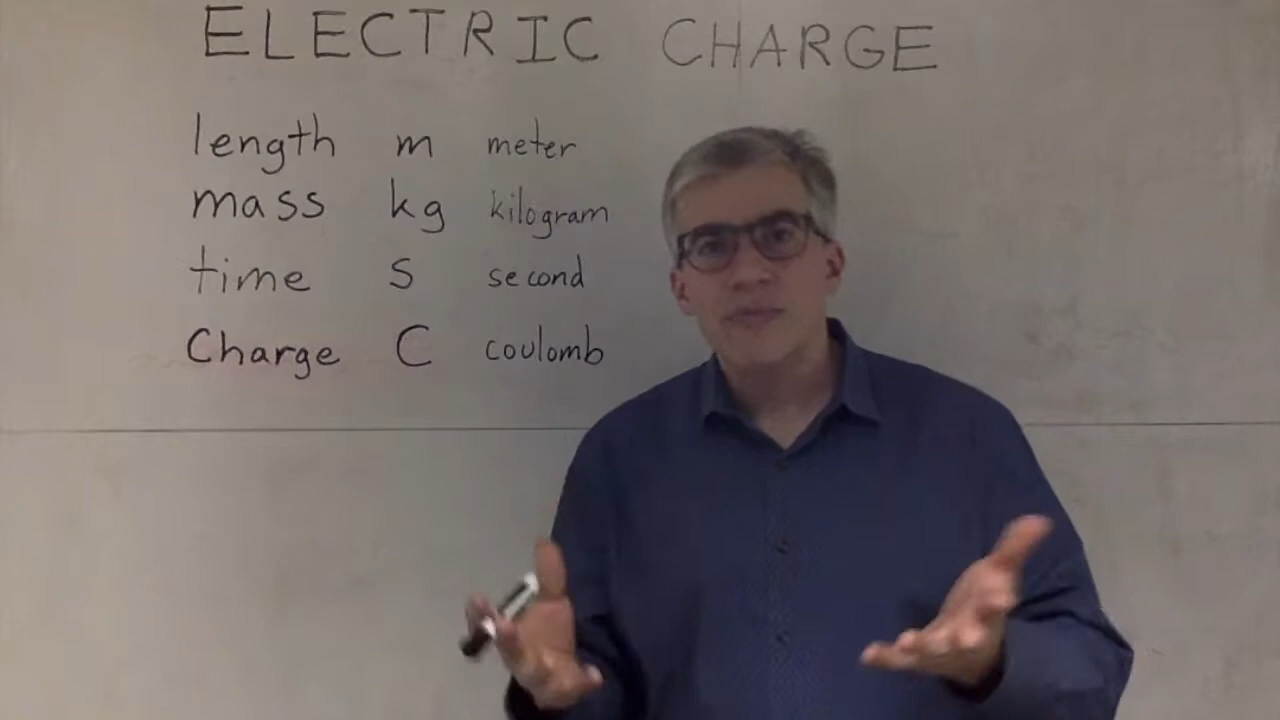 ELECTRIC CHARGE
length m meter
mass kg kilogram
time s second
Charge C coulomb